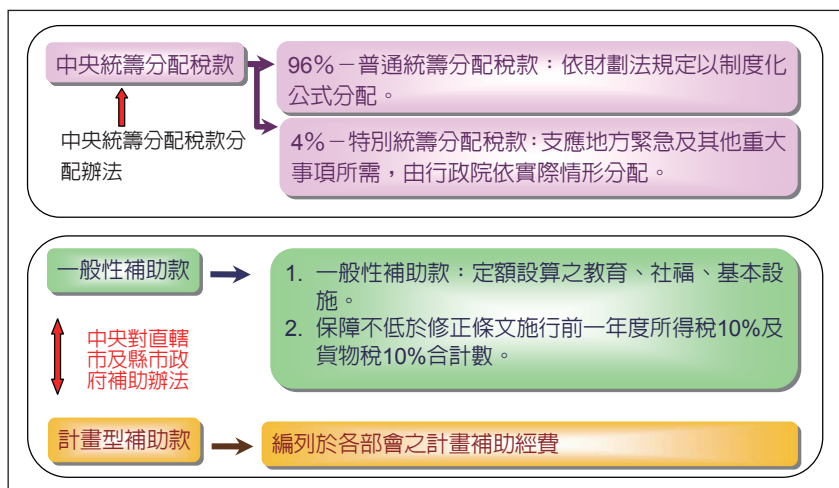 中央統籌分配稅款
96%－普通統籌分配稅款：依財劃法規定以制度化
公式分配。
中央統籌分配稅款分
配辦法
4%－特別統籌分配稅款：支應地方緊急及其他重大
事項所需，由行政院依實際情形分配。
一般性補助款
1. 一般性補助款：定額設算之教育、社福、基本設
施。
2. 保障不低於修正條文施行前一年度所得稅10%及
貨物稅10%合計數。
中央對直轄
市及縣市政
府補助辦法
計畫型補助款
編列於各部會之計畫補助經費